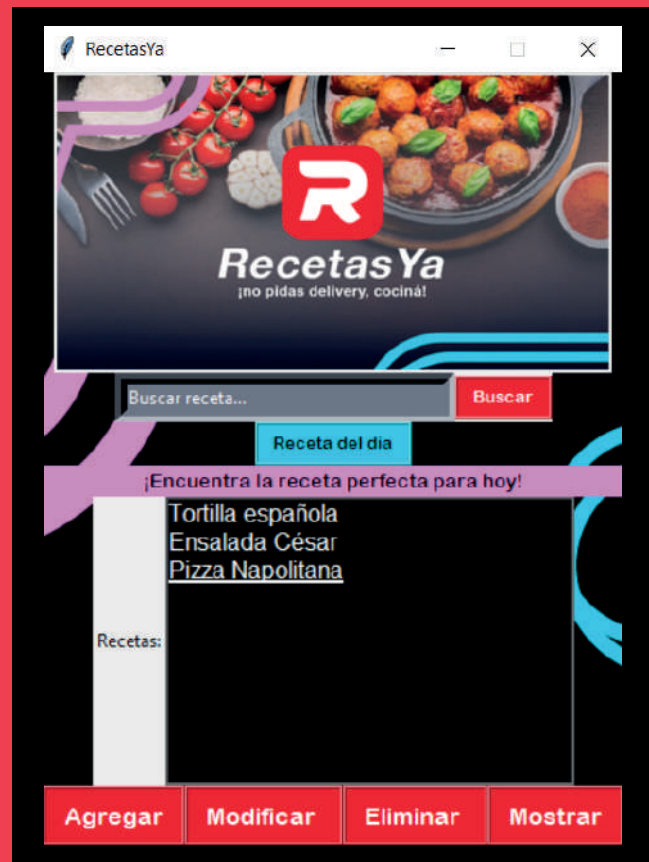 RecetasYa
R
RecetasYa
¡no pidas delivery, cociná!
Buscar receta... Buscar
Receta del día
¡Encuentra la receta perfecta para hoy!
Tortilla española
Ensalada César
Pizza Napolitana
Recetas:
Agregar Modificar Eliminar Mostrar